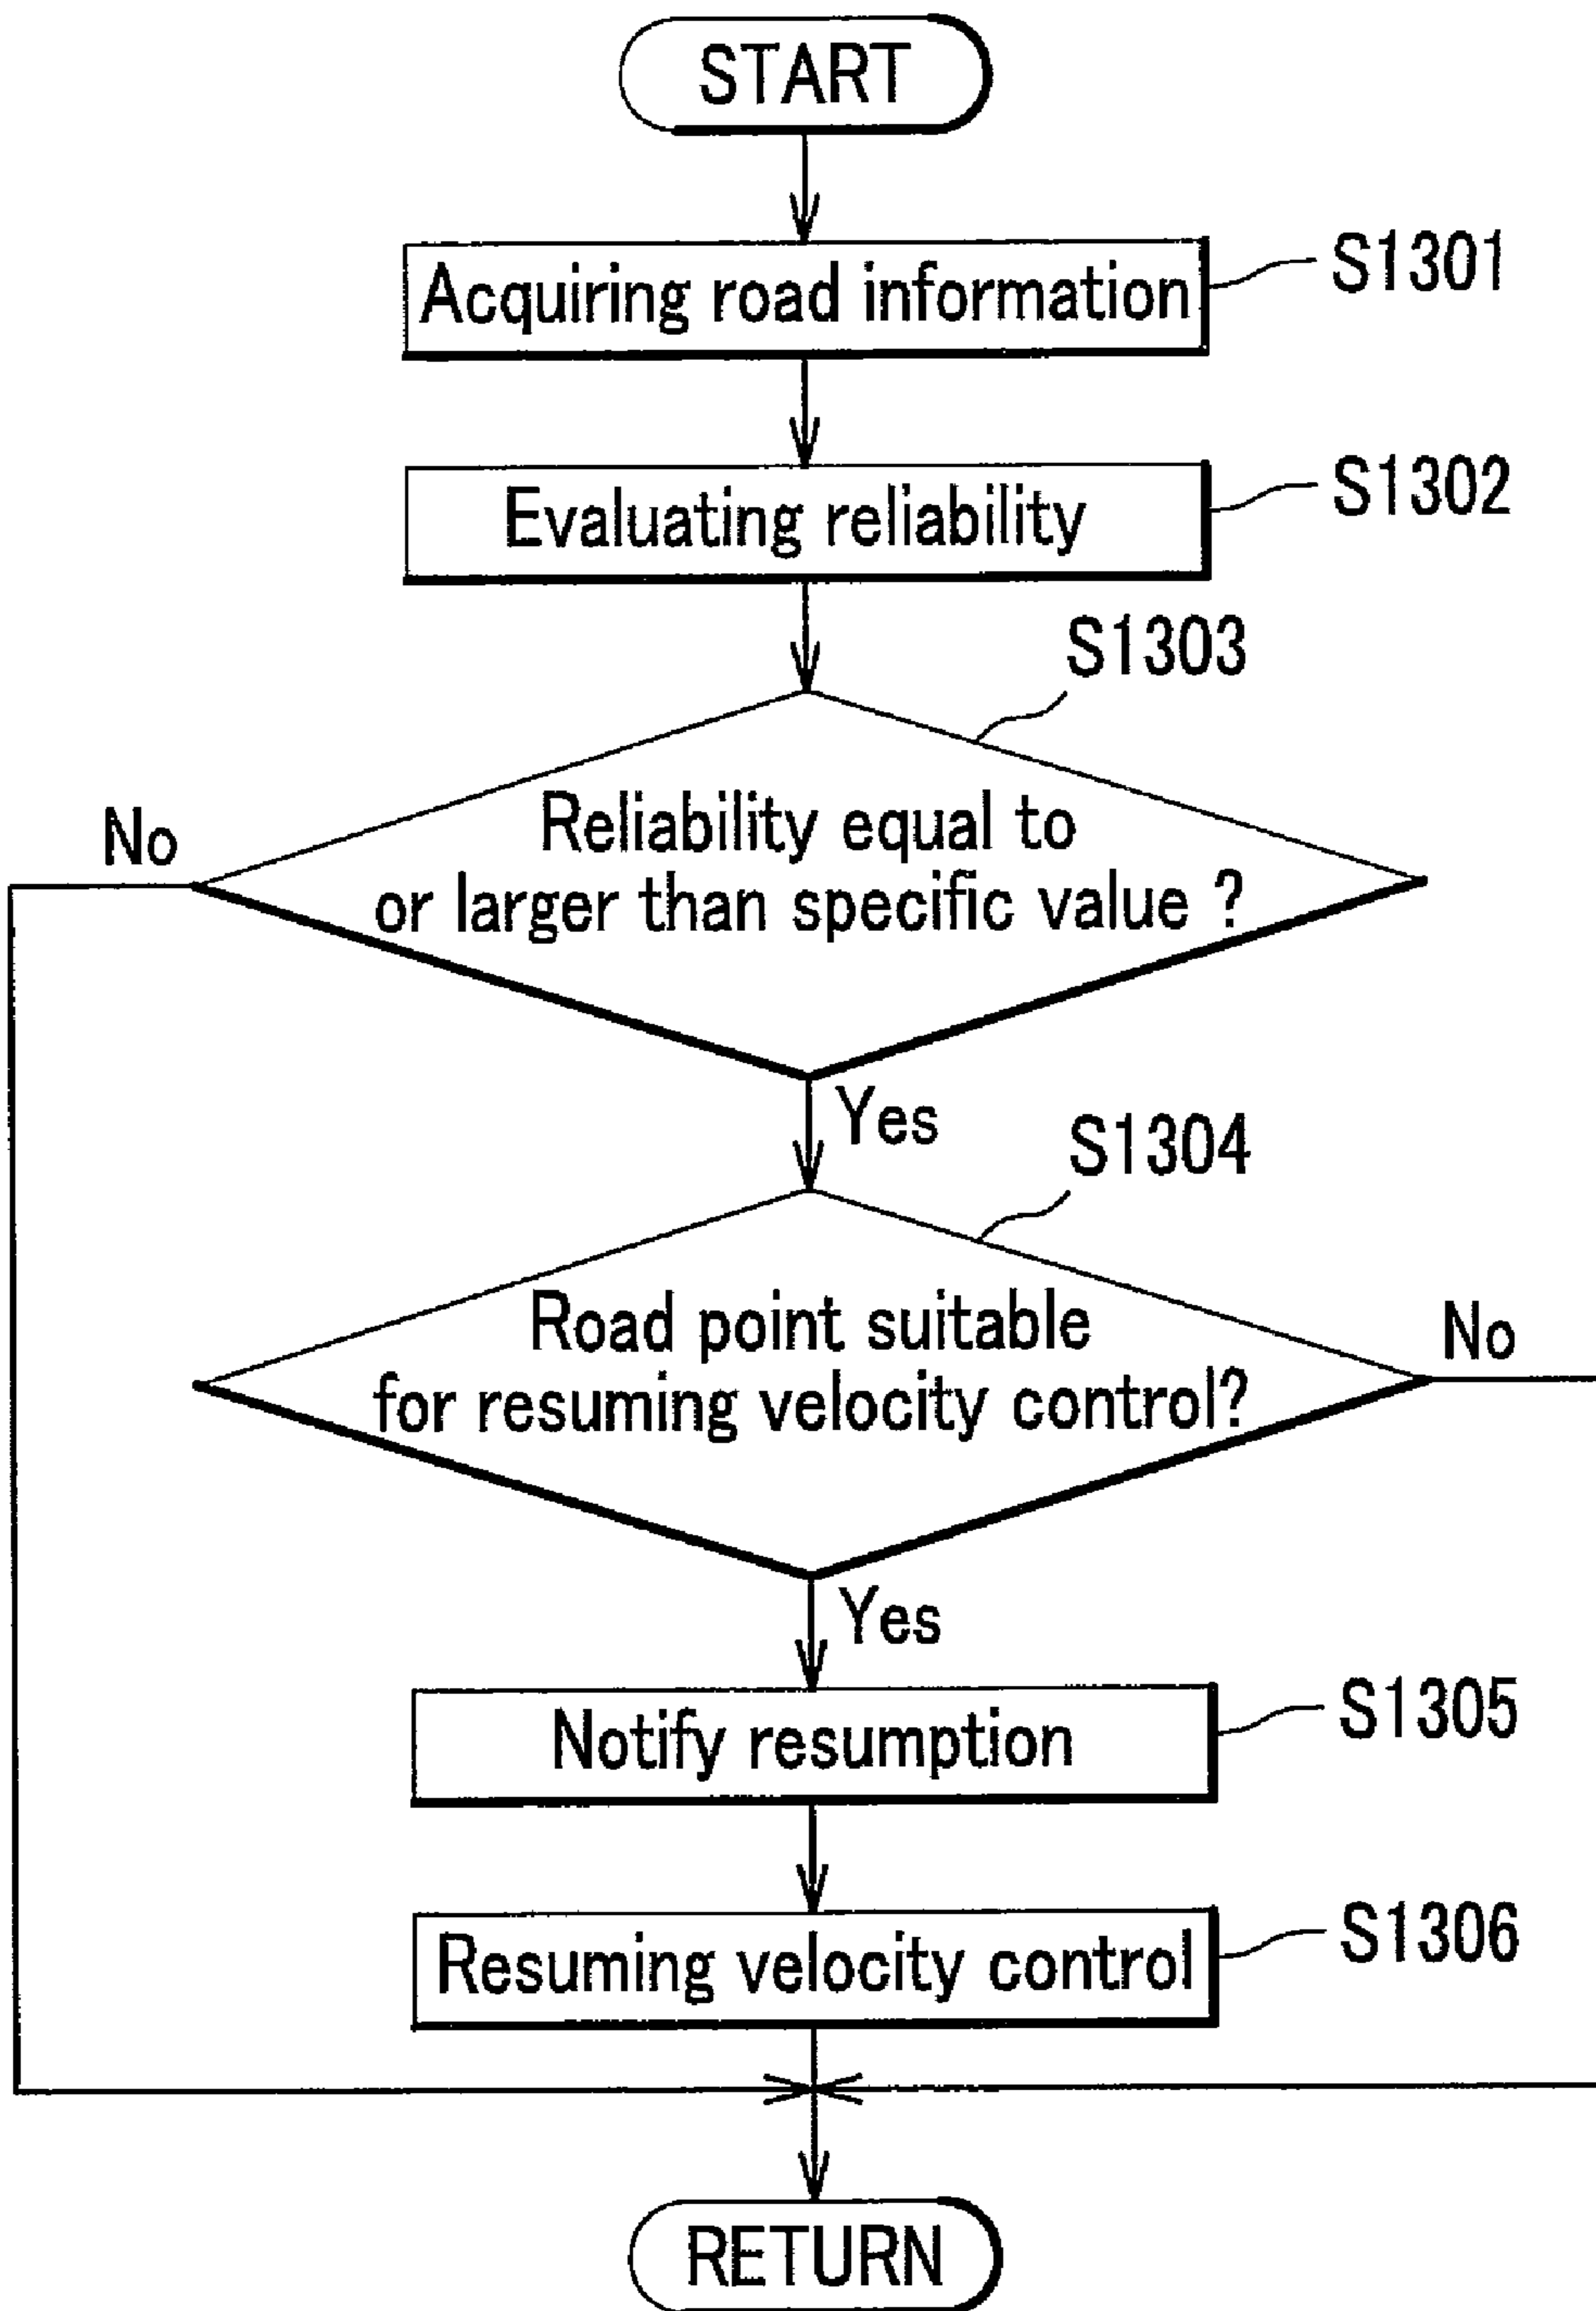 START
Acquiring road information
S1301
Evaluating reliability
S1302
S1303
No
Reliability equal to
or larger than specific value ?
Yes
S1304
Road point suitable
for resuming velocity control?
No
Yes
Notify resumption
S1305
Resuming velocity control
S1306
RETURN